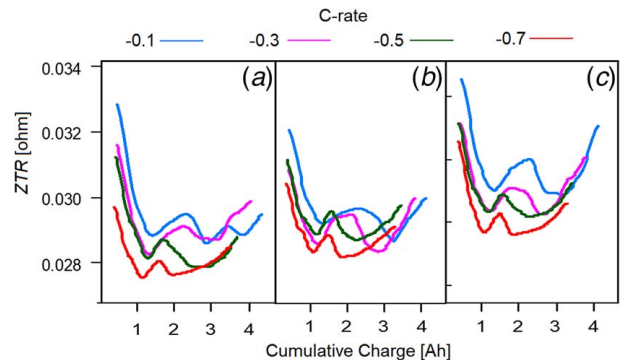 C-rate
-0.1 -0.3 -0.5 -0.7
(a) (b) (c)
0.034
0.032
0.030
0.028
ZTR [ohm]
1 2 3 4 1 2 3 4 1 2 3 4
Cumulative Charge [Ah]